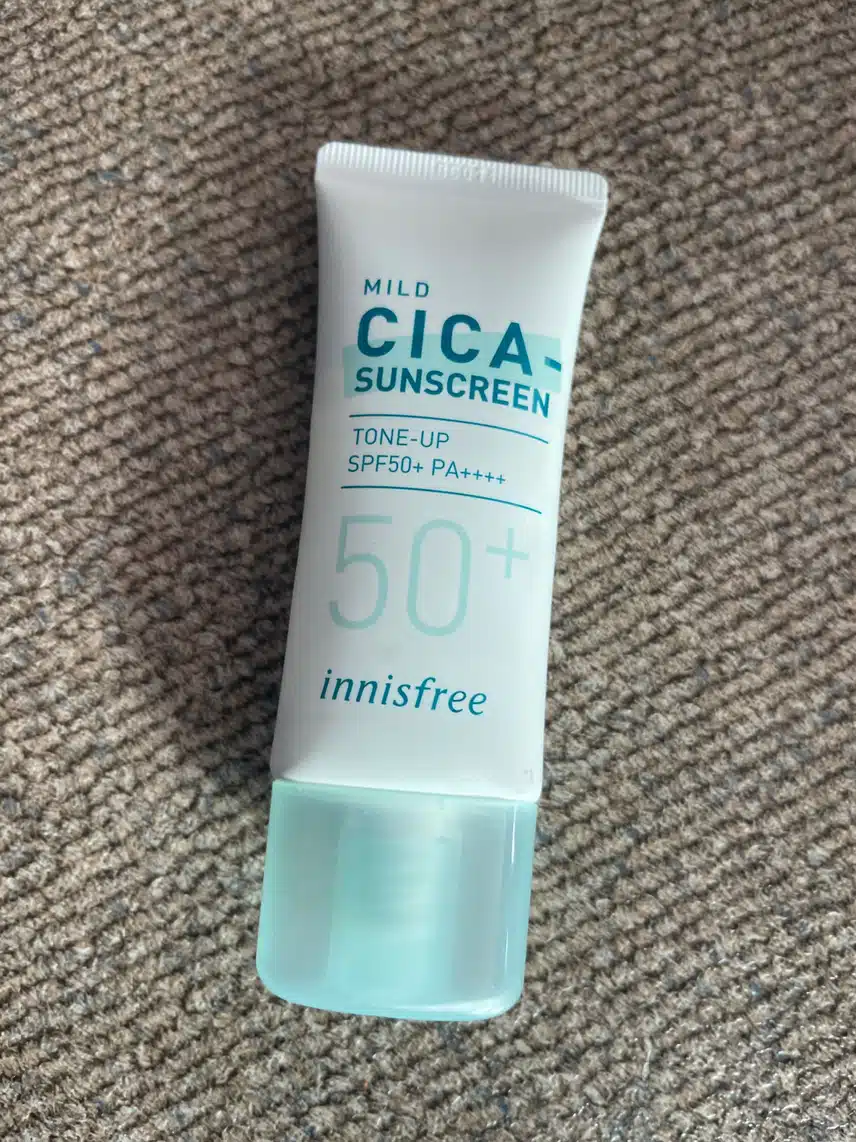 MILD
CICA-
SUNSCREEN
TONE-UP
SPF50+ PA++++
50+
innisfree